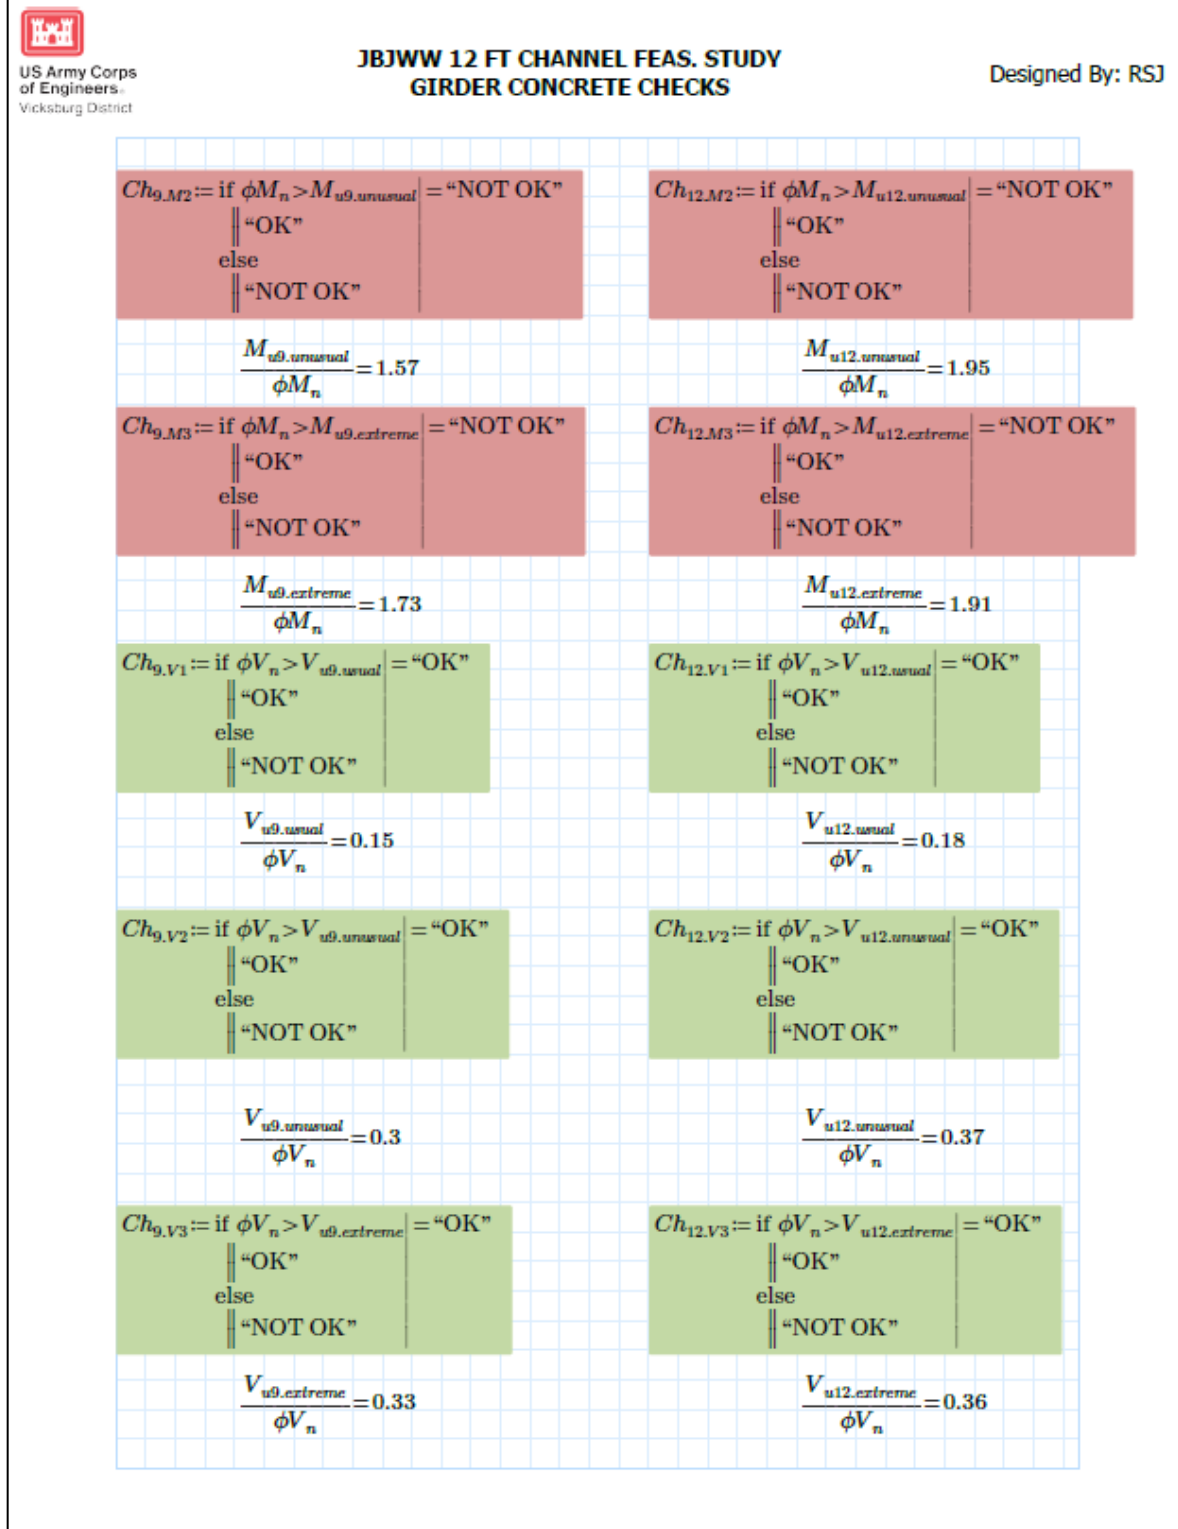 US Army Corps
of Engineers®
Vicksburg District
JBJWW 12 FT CHANNEL FEAS. STUDY
GIRDER CONCRETE CHECKS
Designed By: RSJ
Ch9.M2:=if ϕMn>Mu9.unusual|=“NOT OK”
‖“OK”
else
‖“NOT OK”
Mu9.unusual/ϕMn=1.57
Ch12.M2:=if ϕMn>Mu12.unusual|=“NOT OK”
‖“OK”
else
‖“NOT OK”
Mu12.unusual/ϕMn=1.95
Ch9.M3:=if ϕMn>Mu9.extreme|=“NOT OK”
‖“OK”
else
‖“NOT OK”
Mu9.extreme/ϕMn=1.73
Ch12.M3:=if ϕMn>Mu12.extreme|=“NOT OK”
‖“OK”
else
‖“NOT OK”
Mu12.extreme/ϕMn=1.91
Ch9.V1:=if ϕVn>Vu9.usual|=“OK”
‖“OK”
else
‖“NOT OK”
Vu9.usual/ϕVn=0.15
Ch12.V1:=if ϕVn>Vu12.usual|=“OK”
‖“OK”
else
‖“NOT OK”
Vu12.usual/ϕVn=0.18
Ch9.V2:=if ϕVn>Vu9.unusual|=“OK”
‖“OK”
else
‖“NOT OK”
Vu9.unusual/ϕVn=0.3
Ch12.V2:=if ϕVn>Vu12.unusual|=“OK”
‖“OK”
else
‖“NOT OK”
Vu12.unusual/ϕVn=0.37
Ch9.V3:=if ϕVn>Vu9.extreme|=“OK”
‖“OK”
else
‖“NOT OK”
Vu9.extreme/ϕVn=0.33
Ch12.V3:=if ϕVn>Vu12.extreme|=“OK”
‖“OK”
else
‖“NOT OK”
Vu12.extreme/ϕVn=0.36